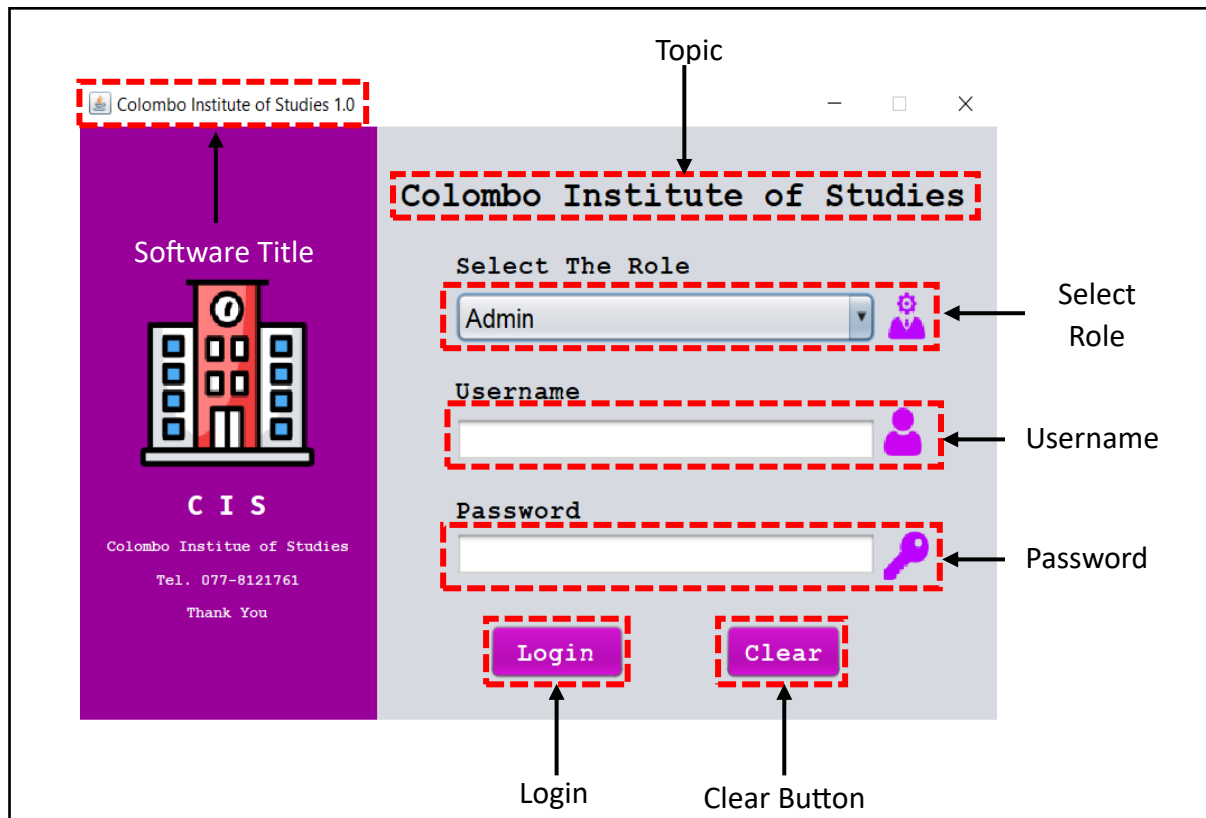 Topic
Colombo Institute of Studies 1.0
Colombo Institute of Studies
Software Title
Select The Role
Admin
Select
Role
Username
Username
Password
Password
C I S
Colombo Institue of Studies
Tel. 077-8121761
Thank You
Login
Clear
Login
Clear Button